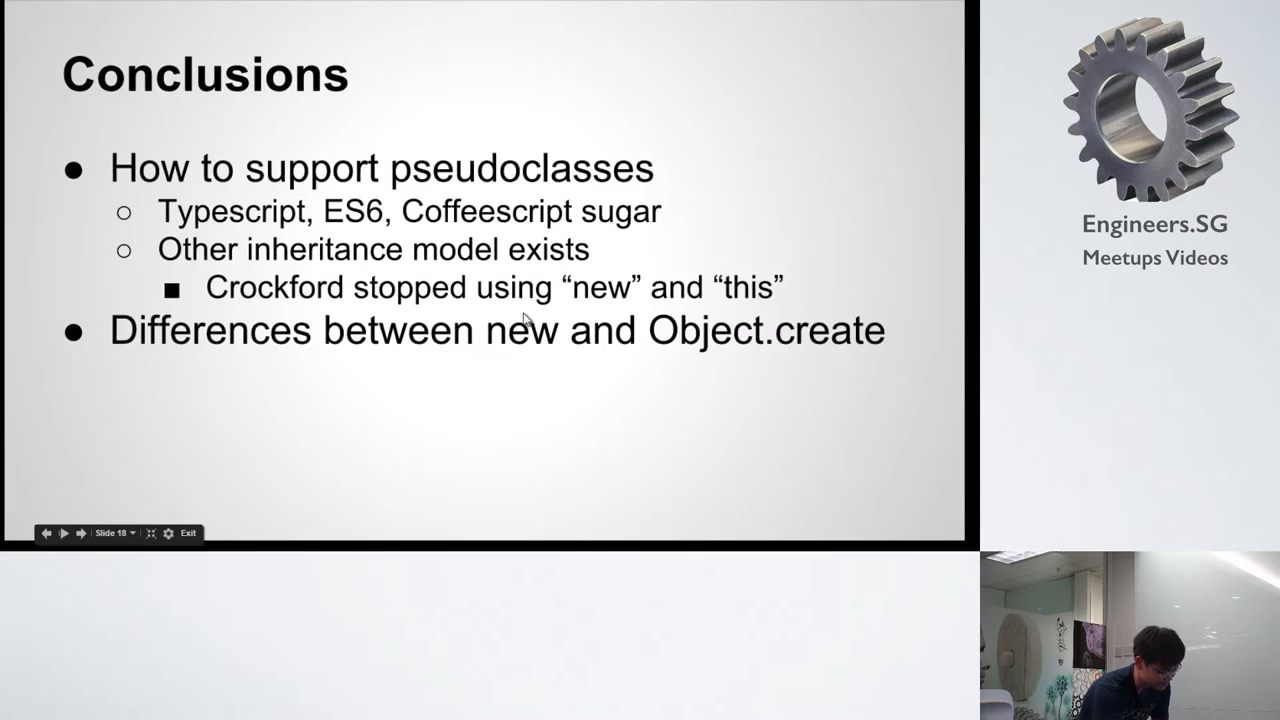 Conclusions
● How to support pseudoclasses
○ Typescript, ES6, Coffeescript sugar
○ Other inheritance model exists
■ Crockford stopped using “new” and “this”
● Differences between new and Object.create
Slide 18
Exit
Engineers.SG
Meetups Videos